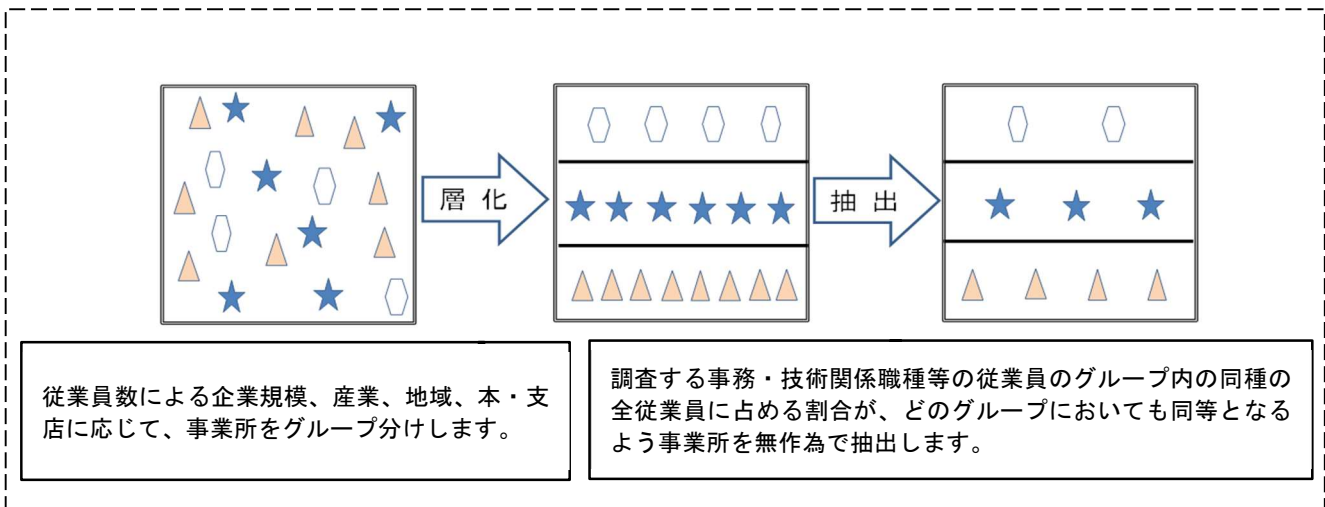 層化
抽出
従業員数による企業規模、産業、地域、本・支
店に応じて、事業所をグループ分けします。
調査する事務・技術関係職種等の従業員のグループ内の同種の
全従業員に占める割合が、どのグループにおいても同等となる
よう事業所を無作為で抽出します。